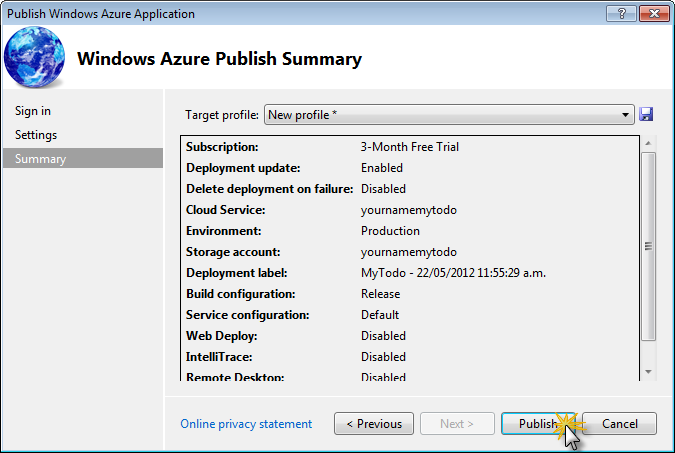 Publish Windows Azure Application
Windows Azure Publish Summary
Sign in
Settings
Summary
Target profile: New profile *
Subscription: 3-Month Free Trial
Deployment update: Enabled
Delete deployment on failure: Disabled
Cloud Service: yournamemytodo
Environment: Production
Storage account: yournamemytodo
Deployment label: MyTodo - 22/05/2012 11:55:29 a.m.
Build configuration: Release
Service configuration: Default
Web Deploy: Disabled
IntelliTrace: Disabled
Remote Desktop: Disabled
Online privacy statement < Previous Next > Publish Cancel